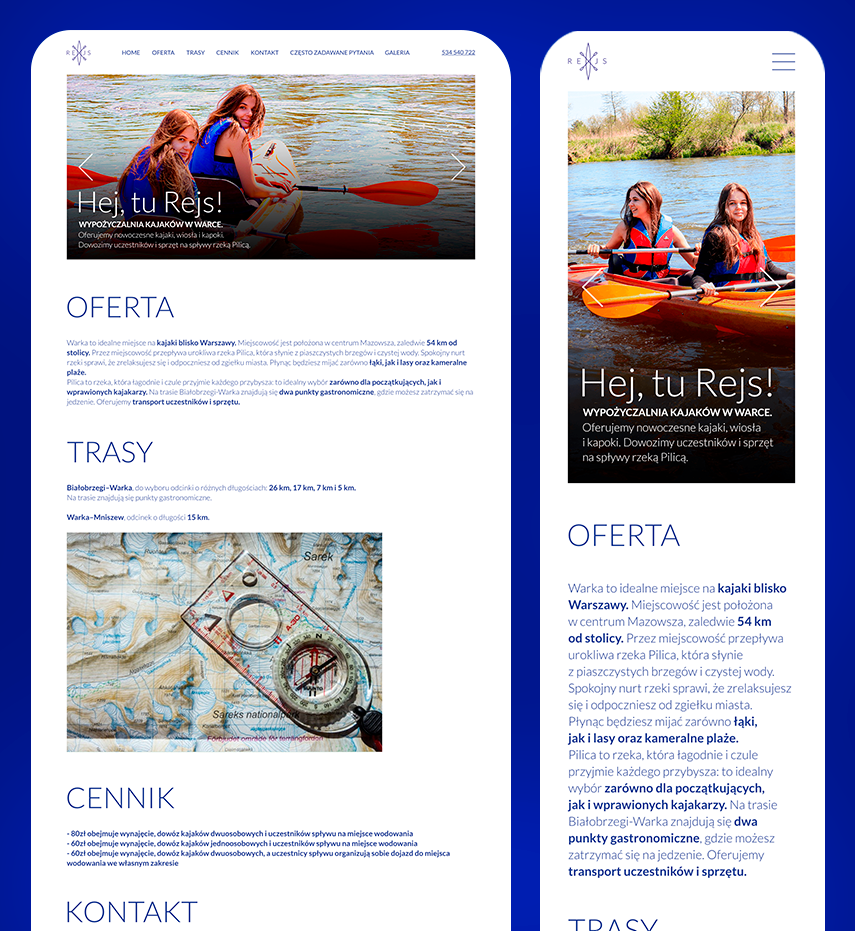 REJS
HOME OFERTA TRASY CENNIK KONTAKT CZĘSTO ZADAWANE PYTANIA GALERIA 534 540 722
Hej, tu Rejs!
WYPOŻYCZALNIA KAJAKÓW W WARCE.
Oferujemy nowoczesne kajaki, wiosła i kapoki.
Dowozimy uczestników i sprzęt na spływy rzeką Pilicą.
OFERTA
Warka to idealne miejsce na kajaki blisko Warszawy. Miejscowość jest położona w centrum Mazowsza, zaledwie 54 km od
stolicy. Przez miejscowość przepływa urokliwa rzeka Pilica, która słynie z piaszczystych brzegów i czystej wody. Spokojny nurt
rzeki sprawi, że zrelaksujesz się i odpoczniesz od zgiełku miasta. Płynąc będziesz mijać zarówno łąki, jak i lasy oraz kameralne
plaże.
Pilica to rzeka, która łagodnie i czule przyjmie każdego przybysza: to idealny wybór zarówno dla początkujących, jak i
wprawionych kajakarzy. Na trasie Białobrzegi-Warka znajdują się dwa punkty gastronomiczne, gdzie możesz zatrzymać się na
jedzenie. Oferujemy transport uczestników i sprzętu.
TRASY
Białobrzegi–Warka, do wyboru odcinki o różnych długościach: 26 km, 17 km, 7 km i 5 km.
Na trasie znajdują się punkty gastronomiczne.
Warka–Mniszew, odcinek o długości 15 km.
Sarek
Sareks nationalpark
Förbjudet område för terrängfordon
CENNIK
- 80zł obejmuje wynajęcie, dowóz kajaków dwuosobowych i uczestników spływu na miejsce wodowania
- 60zł obejmuje wynajęcie, dowóz kajaków jednoosobowych i uczestników spływu na miejsce wodowania
- 60zł obejmuje wynajęcie, dowóz kajaków dwuosobowych, a uczestnicy spływu organizują sobie dojazd do miejsca
wodowania we własnym zakresie
KONTAKT
REJS
Hej, tu Rejs!
WYPOŻYCZALNIA KAJAKÓW W WARCE.
Oferujemy nowoczesne kajaki, wiosła
i kapoki. Dowozimy uczestników i sprzęt
na spływy rzeką Pilicą.
OFERTA
Warka to idealne miejsce na kajaki blisko
Warszawy. Miejscowość jest położona
w centrum Mazowsza, zaledwie 54 km
od stolicy. Przez miejscowość przepływa
urokliwa rzeka Pilica, która słynie
z piaszczystych brzegów i czystej wody.
Spokojny nurt rzeki sprawi, że zrelaksujesz
się i odpoczniesz od zgiełku miasta.
Płynąc będziesz mijać zarówno łąki,
jak i lasy oraz kameralne plaże.
Pilica to rzeka, która łagodnie i czule
przyjmie każdego przybysza: to idealny
wybór zarówno dla początkujących,
jak i wprawionych kajakarzy. Na trasie
Białobrzegi-Warka znajdują się dwa
punkty gastronomiczne, gdzie możesz
zatrzymać się na jedzenie. Oferujemy
transport uczestników i sprzętu.
TRASY